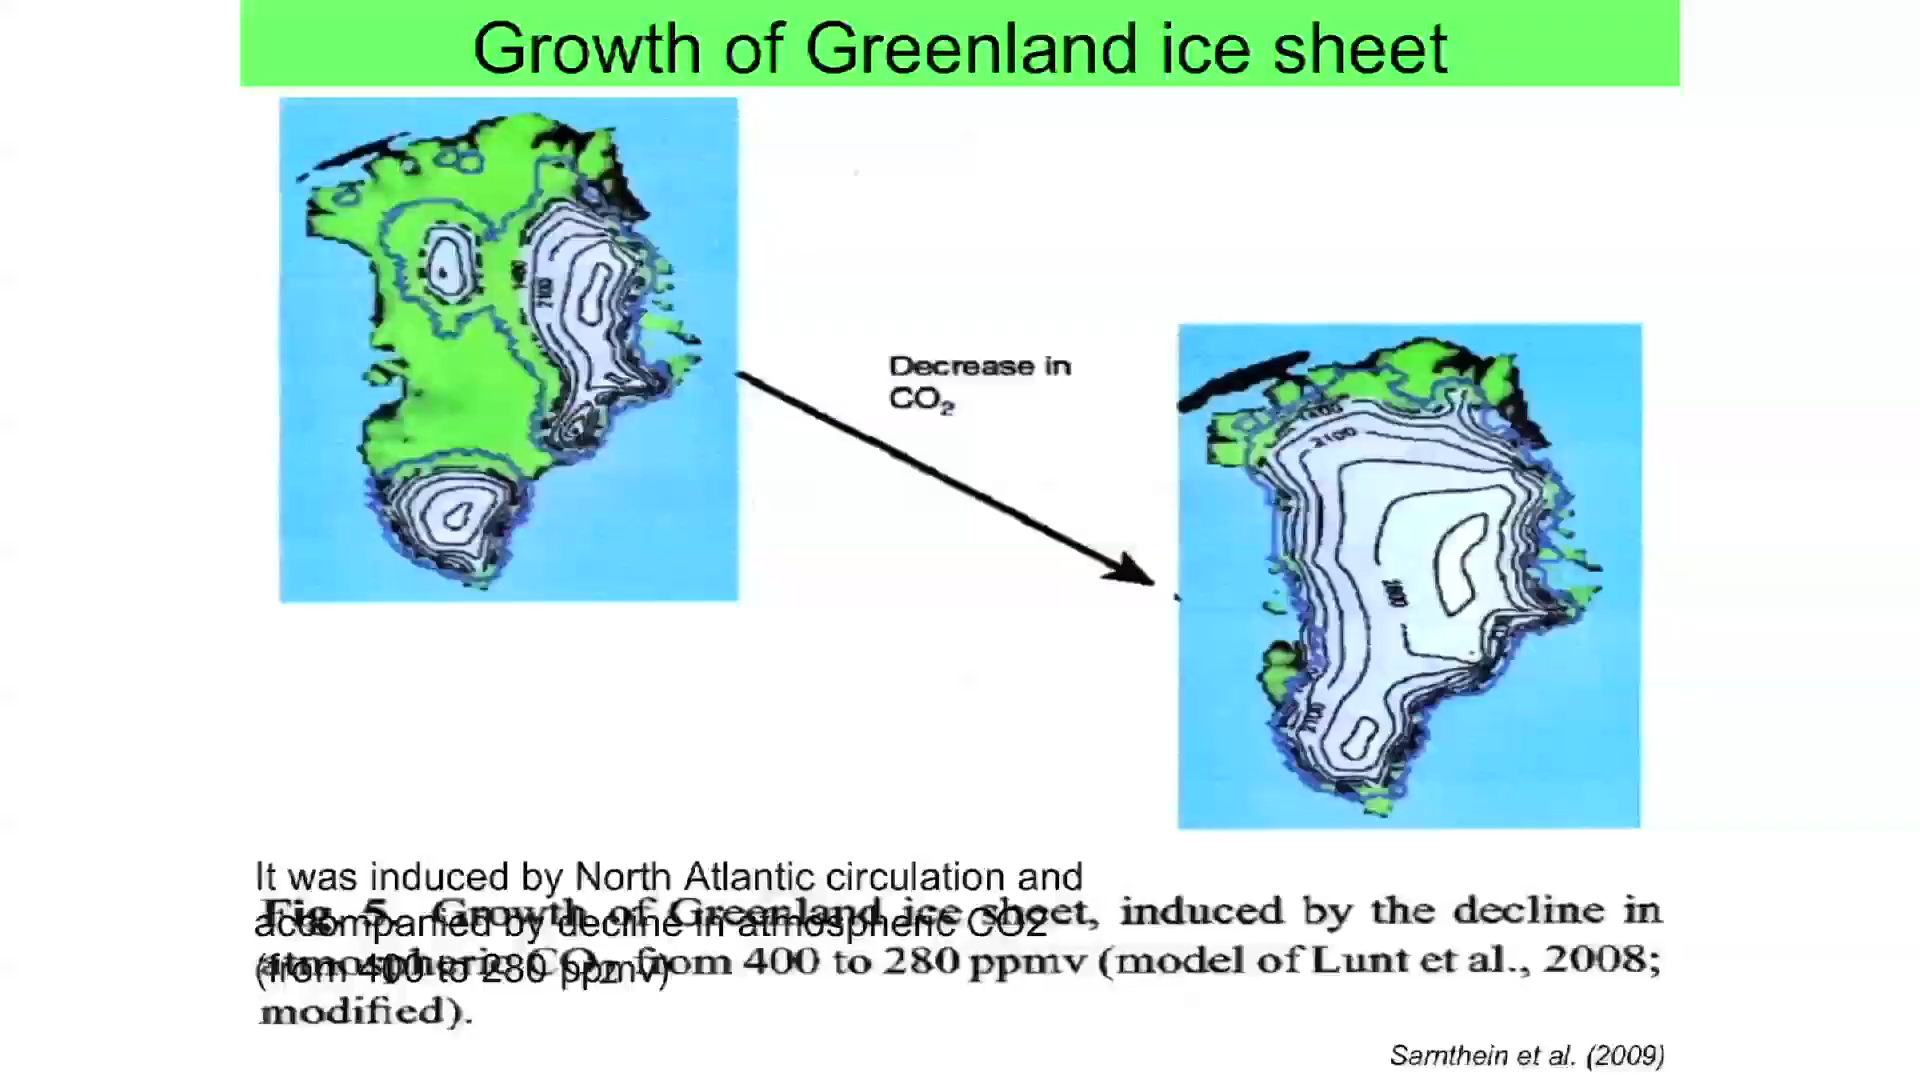 Growth of Greenland ice sheet
2100
Decrease in
CO2
2100
2100
It was induced by North Atlantic circulation and
accompanied by decline in atmospheric CO2
(from 400 to 280 ppmv)
Fig. 5. Growth of Greenland ice sheet, induced by the decline in
atmospheric CO2 from 400 to 280 ppmv (model of Lunt et al., 2008;
modified).
Sarnthein et al. (2009)